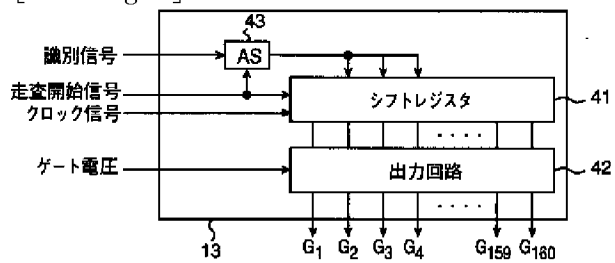 43
識別信号
AS
走査開始信号
クロック信号
シフトレジスタ
41
‥‥
ゲート電圧
出力回路
42
‥‥
13
G1 G2 G3 G4 G159 G160